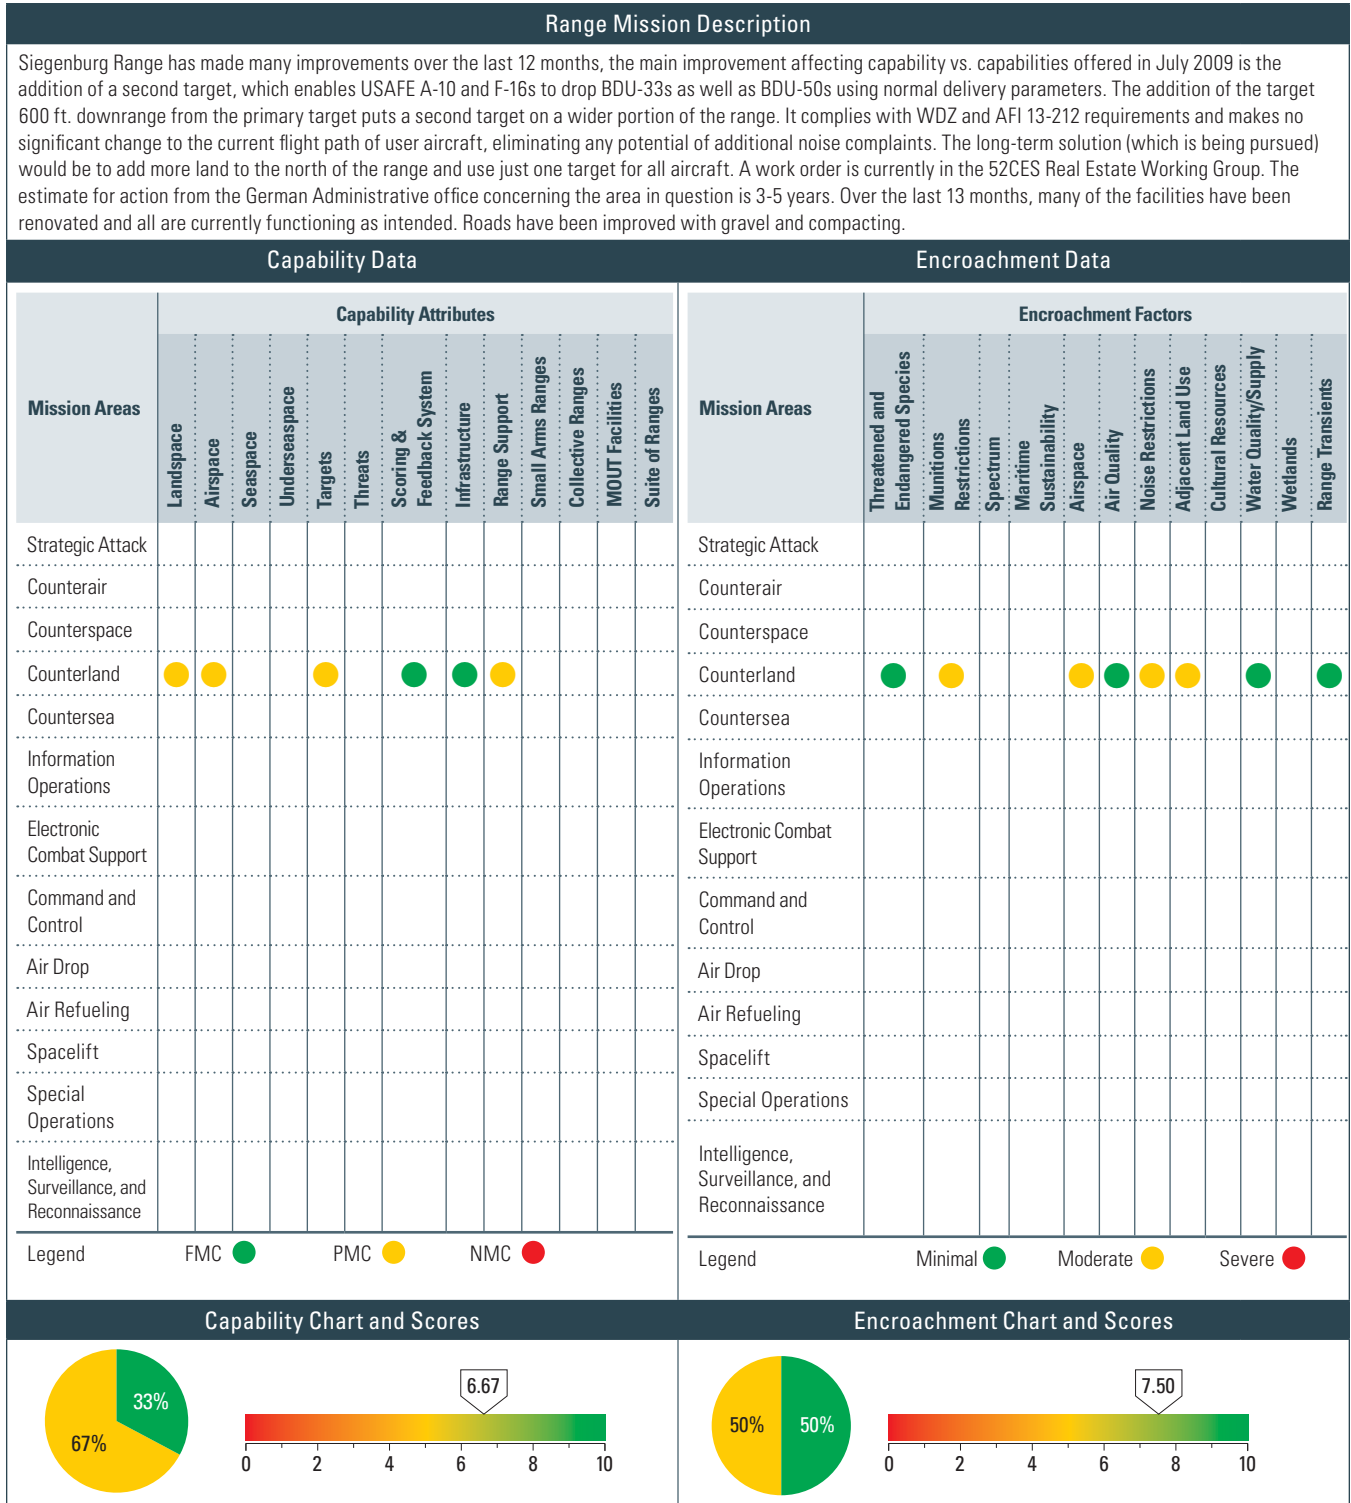 Range Mission Description
Siegenburg Range has made many improvements over the last 12 months, the main improvement affecting capability vs. capabilities offered in July 2009 is the
addition of a second target, which enables USAFE A-10 and F-16s to drop BDU-33s as well as BDU-50s using normal delivery parameters. The addition of the target
600 ft. downrange from the primary target puts a second target on a wider portion of the range. It complies with WDZ and AFI 13-212 requirements and makes no
significant change to the current flight path of user aircraft, eliminating any potential of additional noise complaints. The long-term solution (which is being pursued)
would be to add more land to the north of the range and use just one target for all aircraft. A work order is currently in the 52CES Real Estate Working Group. The
estimate for action from the German Administrative office concerning the area in question is 3-5 years. Over the last 13 months, many of the facilities have been
renovated and all are currently functioning as intended. Roads have been improved with gravel and compacting.
Capability Data
Mission Areas
Capability Attributes
Landspace
Airspace
Seaspace
Underseaspace
Targets
Threats
Scoring &
Feedback System
Infrastructure
Range Support
Small Arms Ranges
Collective Ranges
MOUT Facilities
Suite of Ranges
Strategic Attack
Counterair
Counterspace
Counterland
Countersea
Information
Operations
Electronic
Combat Support
Command and
Control
Air Drop
Air Refueling
Spacelift
Special
Operations
Intelligence,
Surveillance, and
Reconnaissance
Legend
FMC
PMC
NMC
Encroachment Data
Mission Areas
Encroachment Factors
Threatened and
Endangered Species
Munitions
Restrictions
Spectrum
Maritime
Sustainability
Airspace
Air Quality
Noise Restrictions
Adjacent Land Use
Cultural Resources
Water Quality/Supply
Wetlands
Range Transients
Strategic Attack
Counterair
Counterspace
Counterland
Countersea
Information
Operations
Electronic Combat
Support
Command and
Control
Air Drop
Air Refueling
Spacelift
Special Operations
Intelligence,
Surveillance, and
Reconnaissance
Legend
Minimal
Moderate
Severe
Capability Chart and Scores
33%
67%
6.67
0 2 4 6 8 10
Encroachment Chart and Scores
50%
50%
7.50
0 2 4 6 8 10